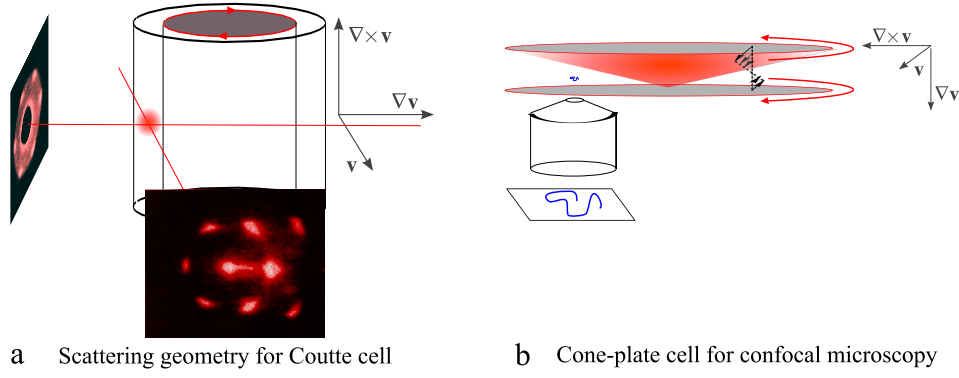 ∇× v
∇v
v
a Scattering geometry for Coutte cell
∇× v
v
∇v
b Cone-plate cell for confocal microscopy